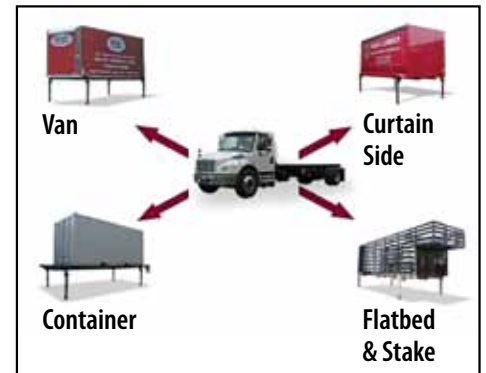 Van
Curtain
Side
Container
Flatbed
& Stake